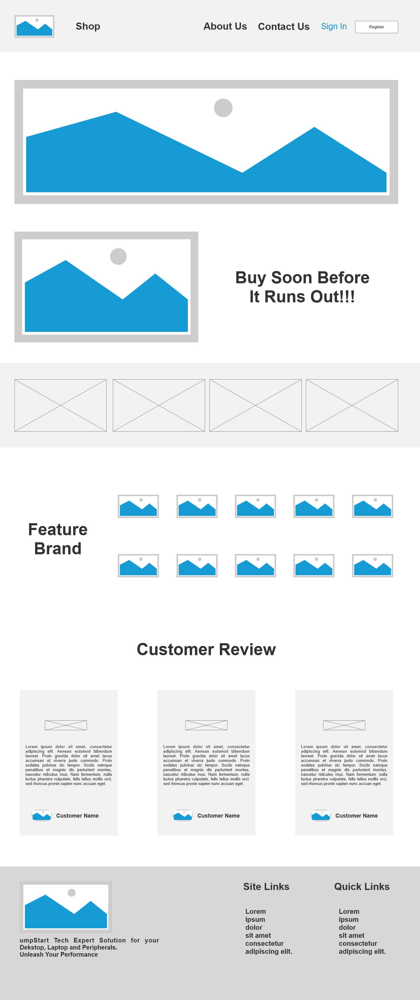 Shop
About Us
Contact Us
Sign In
Register
Buy Soon Before
It Runs Out!!!
Feature
Brand
Customer Review
Lorem ipsum dolor sit amet, consectetur
adipiscing elit. Aenean euismod bibendum
laoreet. Proin gravida dolor sit amet lacus
accumsan et viverra justo commodo. Proin
sodales pulvinar sic tempor. Sociis natoque
penatibus et magnis dis parturient montes,
nascetur ridiculus mus. Nam fermentum, nulla
luctus pharetra vulputate, felis tellus mollis orci,
sed rhoncus pronin sapien nunc accuan eget.
Customer Name
Lorem ipsum dolor sit amet, consectetur
adipiscing elit. Aenean euismod bibendum
laoreet. Proin gravida dolor sit amet lacus
accumsan et viverra justo commodo. Proin
sodales pulvinar sic tempor. Sociis natoque
penatibus et magnis dis parturient montes,
nascetur ridiculus mus. Nam fermentum, nulla
luctus pharetra vulputate, felis tellus mollis orci,
sed rhoncus pronin sapien nunc accuan eget.
Customer Name
Lorem ipsum dolor sit amet, consectetur
adipiscing elit. Aenean euismod bibendum
laoreet. Proin gravida dolor sit amet lacus
accumsan et viverra justo commodo. Proin
sodales pulvinar sic tempor. Sociis natoque
penatibus et magnis dis parturient montes,
nascetur ridiculus mus. Nam fermentum, nulla
luctus pharetra vulputate, felis tellus mollis orci,
sed rhoncus pronin sapien nunc accuan eget.
Customer Name
umpStart Tech Expert Solution for your
Dekstop, Laptop and Peripherals.
Unleash Your Performance
Site Links
Lorem
ipsum
dolor
sit amet
consectetur
adipiscing elit.
Quick Links
Lorem
ipsum
dolor
sit amet
consectetur
adipiscing elit.